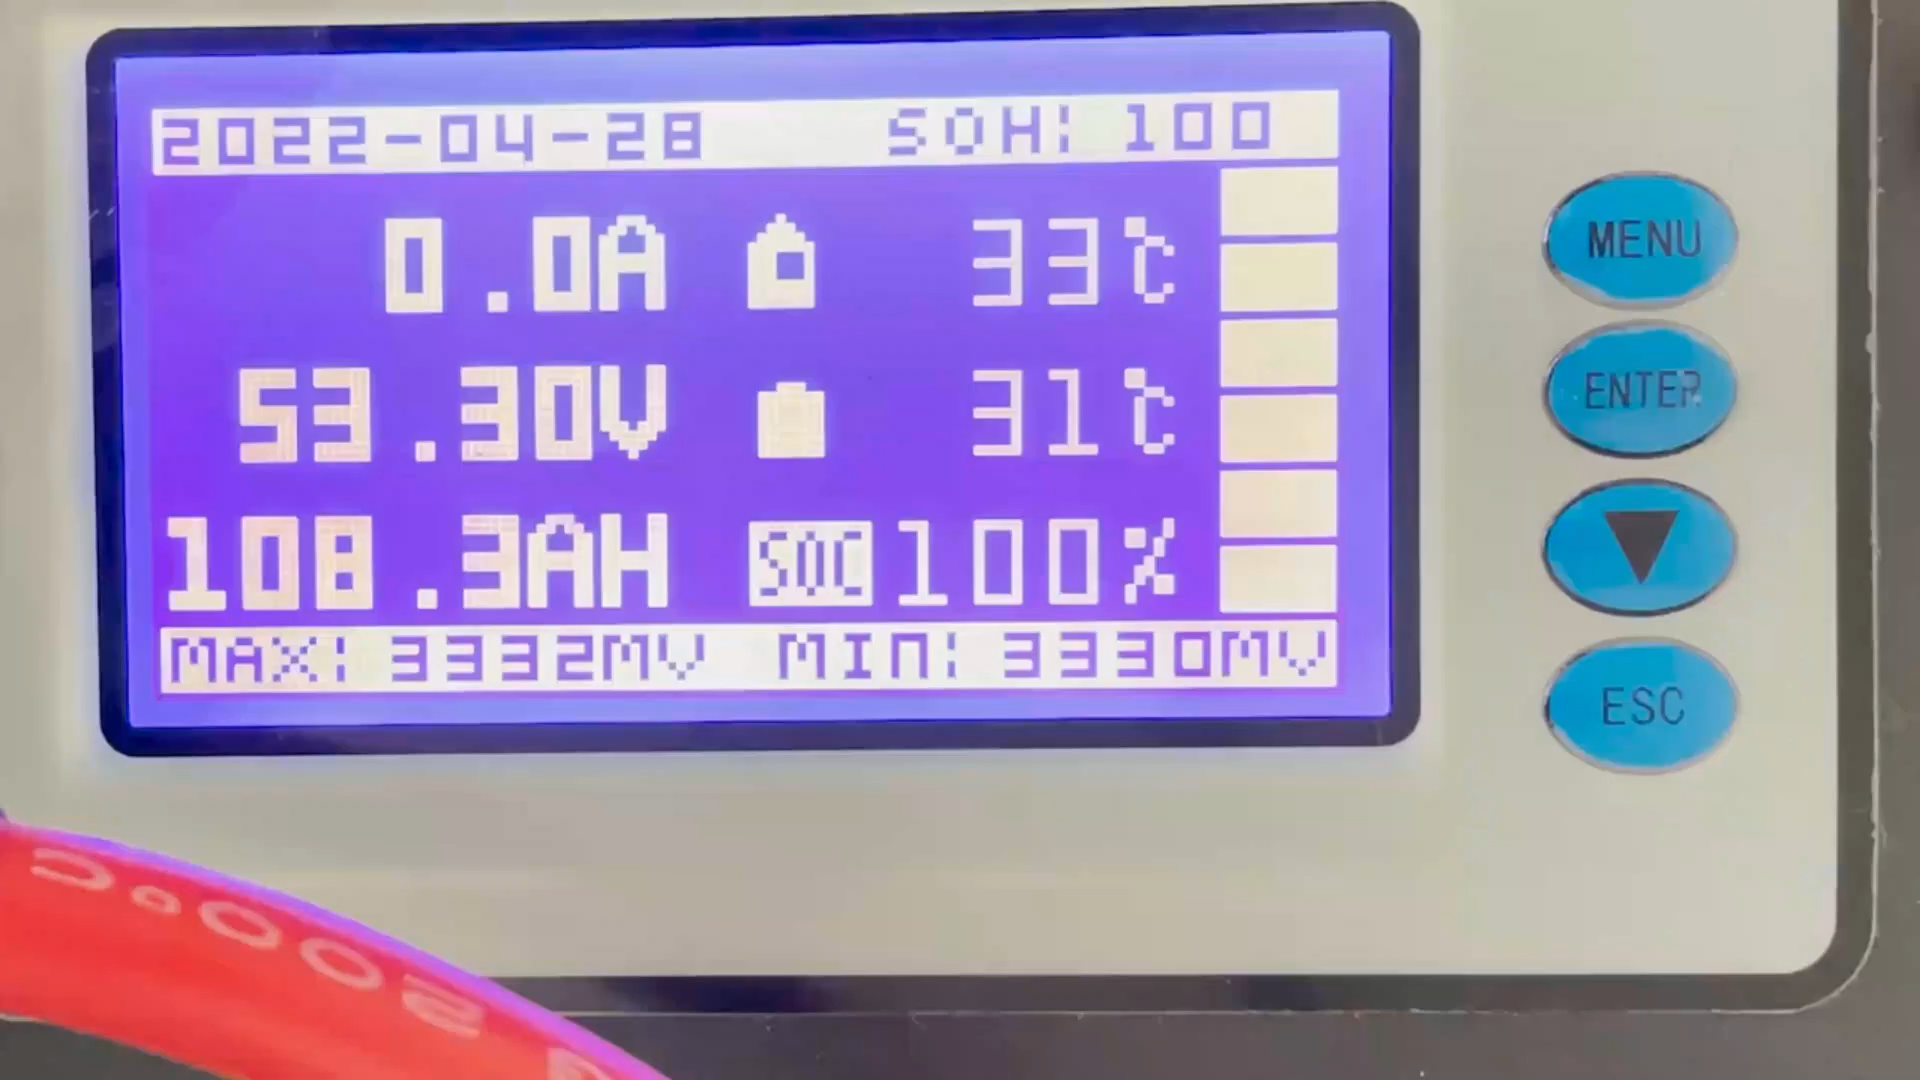 2022-04-28 SOH: 100
0.0A 33℃
53.30V 31℃
108.3AH SOC 100%
MAX: 3332MV MIN: 3330MV
MENU
ENTER
ESC
200°C